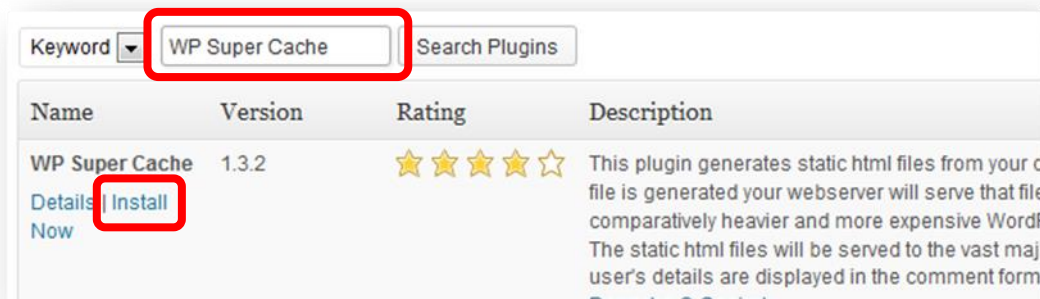 Keyword WP Super Cache Search Plugins
Name Version Rating Description
WP Super Cache 1.3.2 This plugin generates static html files from your
Details | Install file is generated your webserver will serve that file
Now comparatively heavier and more expensive
The static html files will be served to the vast
user's details are displayed in the comment form